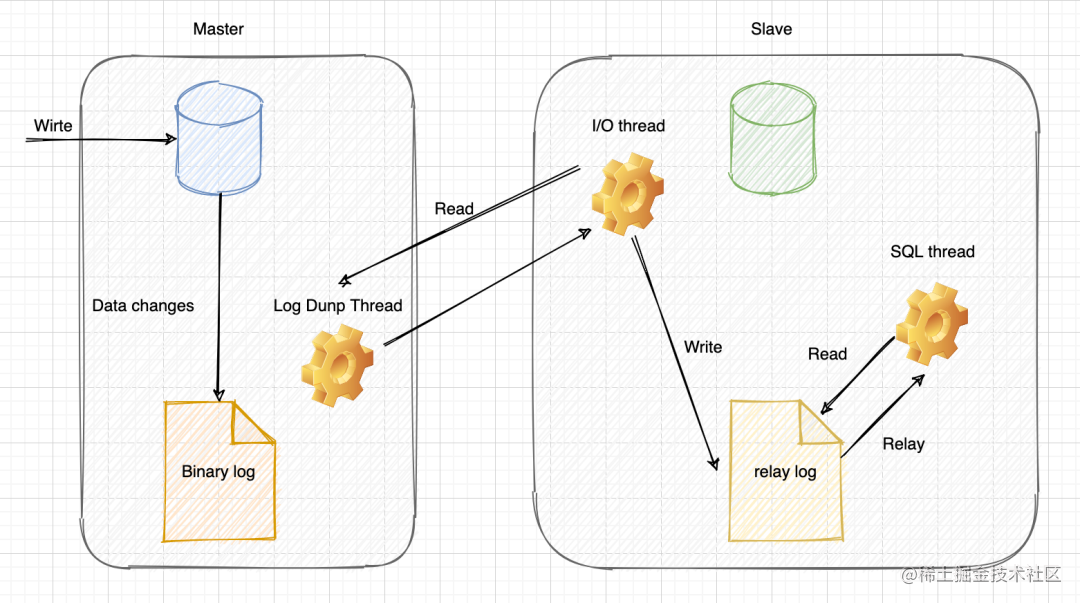 Master
Slave
Wirte
I/O thread
Read
SQL thread
Data changes
Log Dunp Thread
Write
Read
Relay
Binary log
relay log
@稀土掘金技术社区